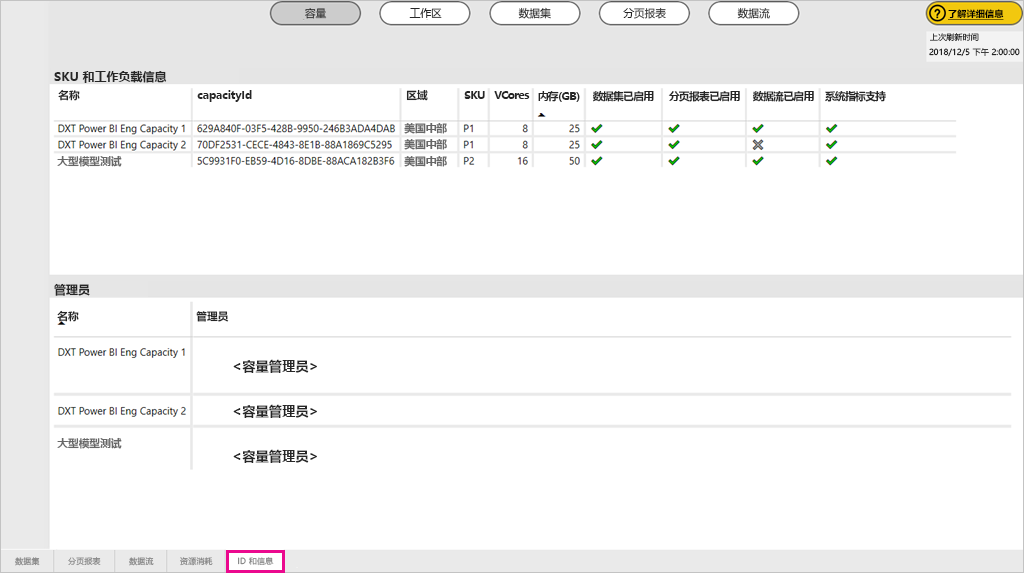 容量 工作区 数据集 分页报表 数据流 ? 了解详细信息
上次刷新时间
2018/12/5 下午 2:00:00
SKU 和工作负载信息
名称 capacityId 区域 SKU VCores 内存(GB) 数据集已启用 分页报表已启用 数据流已启用 系统指标支持
DXT Power BI Eng Capacity 1 629A840F-03F5-428B-9950-246B3ADA4DAB 美国中部 P1 8 25
DXT Power BI Eng Capacity 2 70DF2531-CECE-4843-8E1B-88A1869C5295 美国中部 P1 8 25
大型模型测试 5C9931F0-EB59-4D16-8DBE-88ACA182B3F6 美国中部 P2 16 50
管理员
名称 管理员
DXT Power BI Eng Capacity 1 <容量管理员>
DXT Power BI Eng Capacity 2 <容量管理员>
大型模型测试 <容量管理员>
数据集 分页报表 数据流 资源消耗 ID 和信息